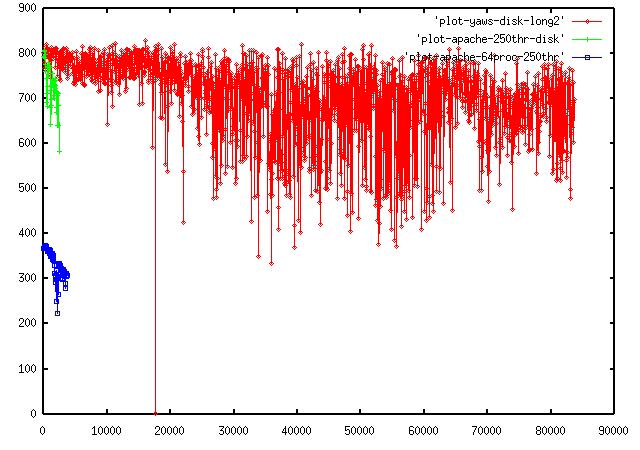 900
800
700
600
500
400
300
200
100
0
'plot-yaws-disk-long2'
'plot-apache-250thr-disk'
'plot-apache-64proc-250thr'
0 10000 20000 30000 40000 50000 60000 70000 80000 90000